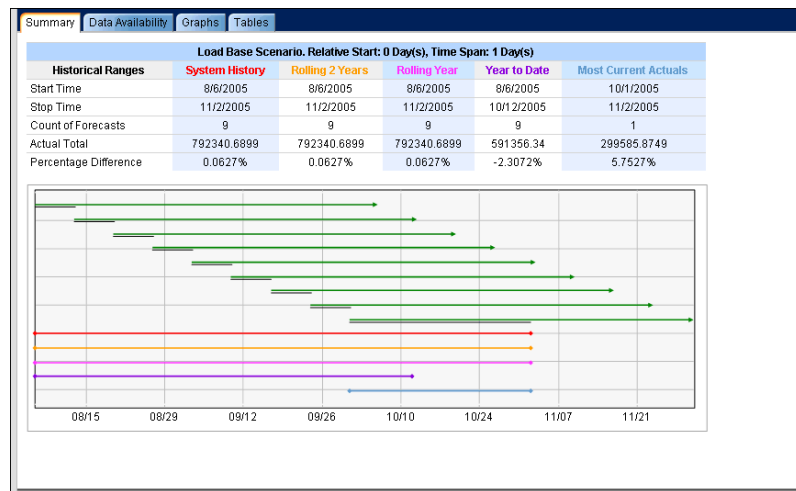 Summary Data Availability Graphs Tables
Load Base Scenario. Relative Start: 0 Day(s), Time Span: 1 Day(s)
Historical Ranges System History Rolling 2 Years Rolling Year Year to Date Most Current Actuals
Start Time 8/6/2005 8/6/2005 8/6/2005 8/6/2005 10/1/2005
Stop Time 11/2/2005 11/2/2005 11/2/2005 10/12/2005 11/2/2005
Count of Forecasts 9 9 9 9 1
Actual Total 792340.6899 792340.6899 792340.6899 591356.34 299585.8749
Percentage Difference 0.0627% 0.0627% 0.0627% -2.3072% 5.7527%
08/15 08/29 09/12 09/26 10/10 10/24 11/07 11/21